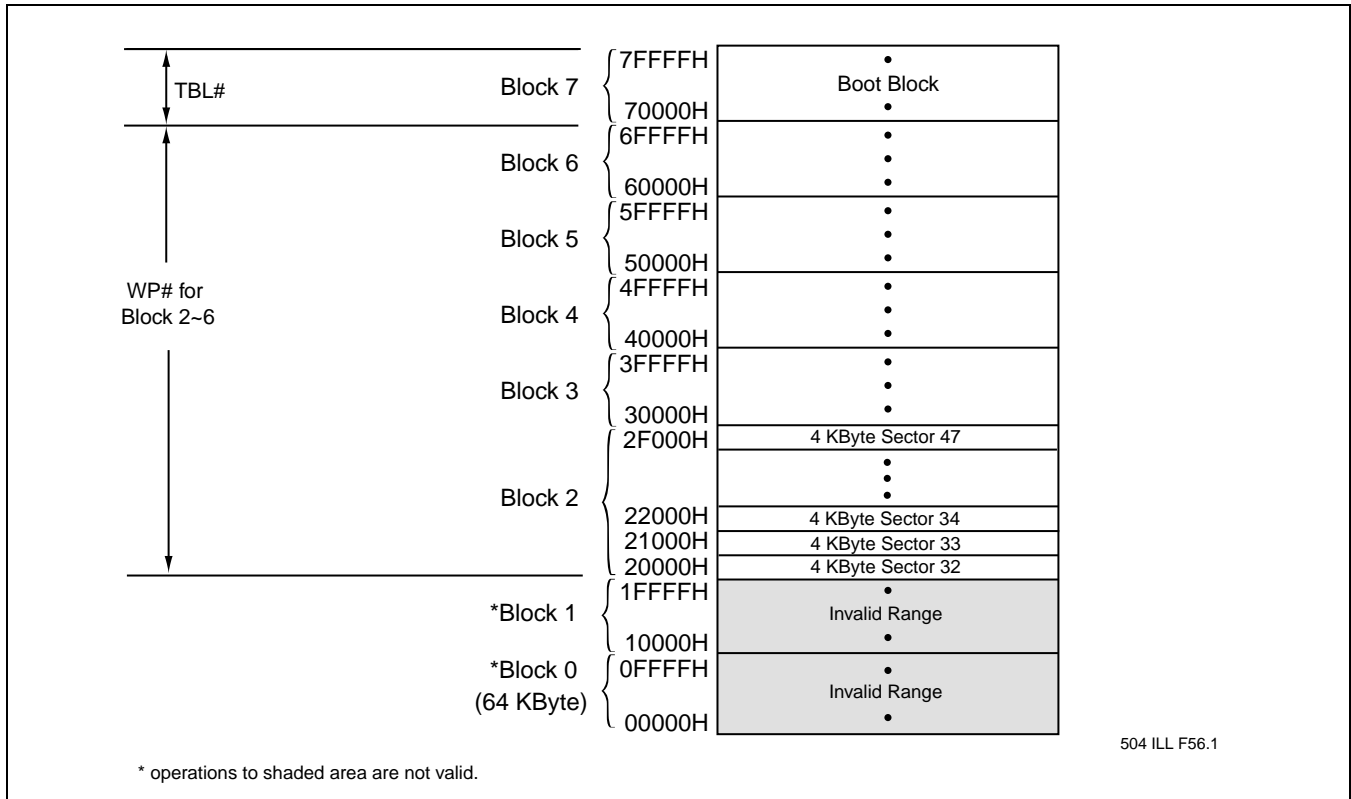 TBL#
WP# for
Block 2~6
Block 7
7FFFFH
Boot Block
70000H
Block 6
6FFFFH
60000H
Block 5
5FFFFH
50000H
Block 4
4FFFFH
40000H
Block 3
3FFFFH
30000H
Block 2
2F000H
4 KByte Sector 47
22000H
4 KByte Sector 34
21000H
4 KByte Sector 33
20000H
4 KByte Sector 32
*Block 1
1FFFFH
Invalid Range
10000H
*Block 0
(64 KByte)
0FFFFH
Invalid Range
00000H
504 ILL F56.1
* operations to shaded area are not valid.